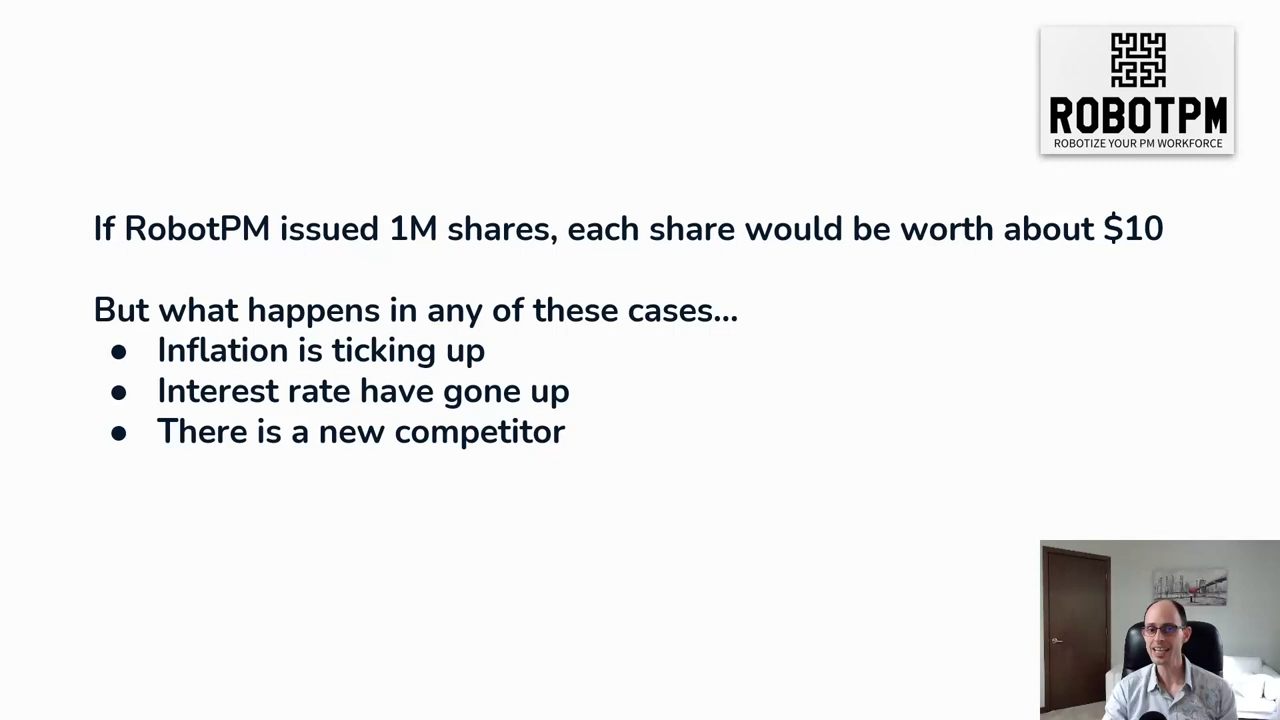 ROBOTPM
ROBOTIZE YOUR PM WORKFORCE
If RobotPM issued 1M shares, each share would be worth about $10
But what happens in any of these cases...
● Inflation is ticking up
● Interest rate have gone up
● There is a new competitor